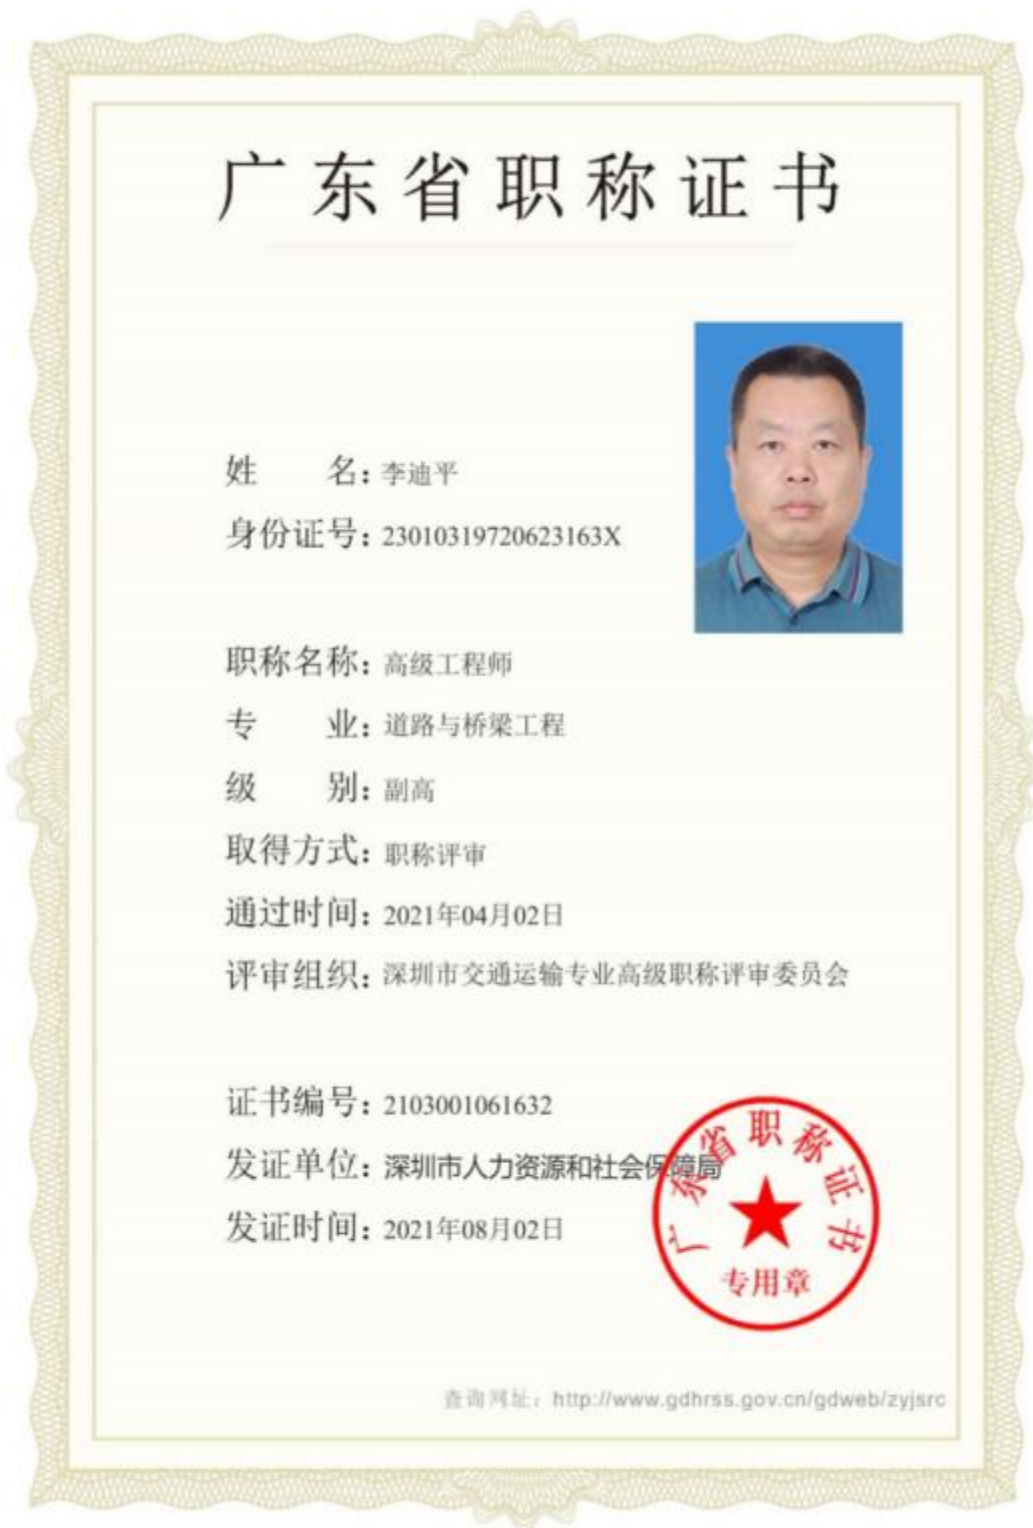 广东省职称证书
姓 名：李迪平
身份证号：23010319720623163X
职称名称：高级工程师
专 业：道路与桥梁工程
级 别：副高
取得方式：职称评审
通过时间：2021年04月02日
评审组织：深圳市交通运输专业高级职称评审委员会
证书编号：2103001061632
发证单位：深圳市人力资源和社会保障局
发证时间：2021年08月02日
广东省职称证书
专用章
查询网址：http://www.gdhrss.gov.cn/gdweb/zyjsrc